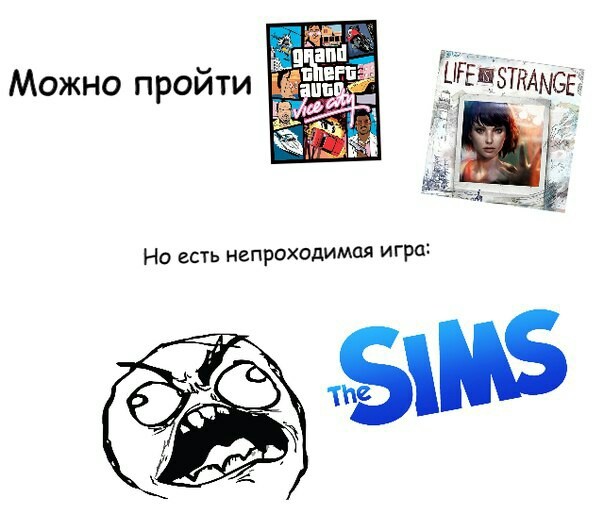 Можно пройти
grand
theft
auto
Vice City
LIFE IS STRANGE
Но есть непроходимая игра:
The SIMS